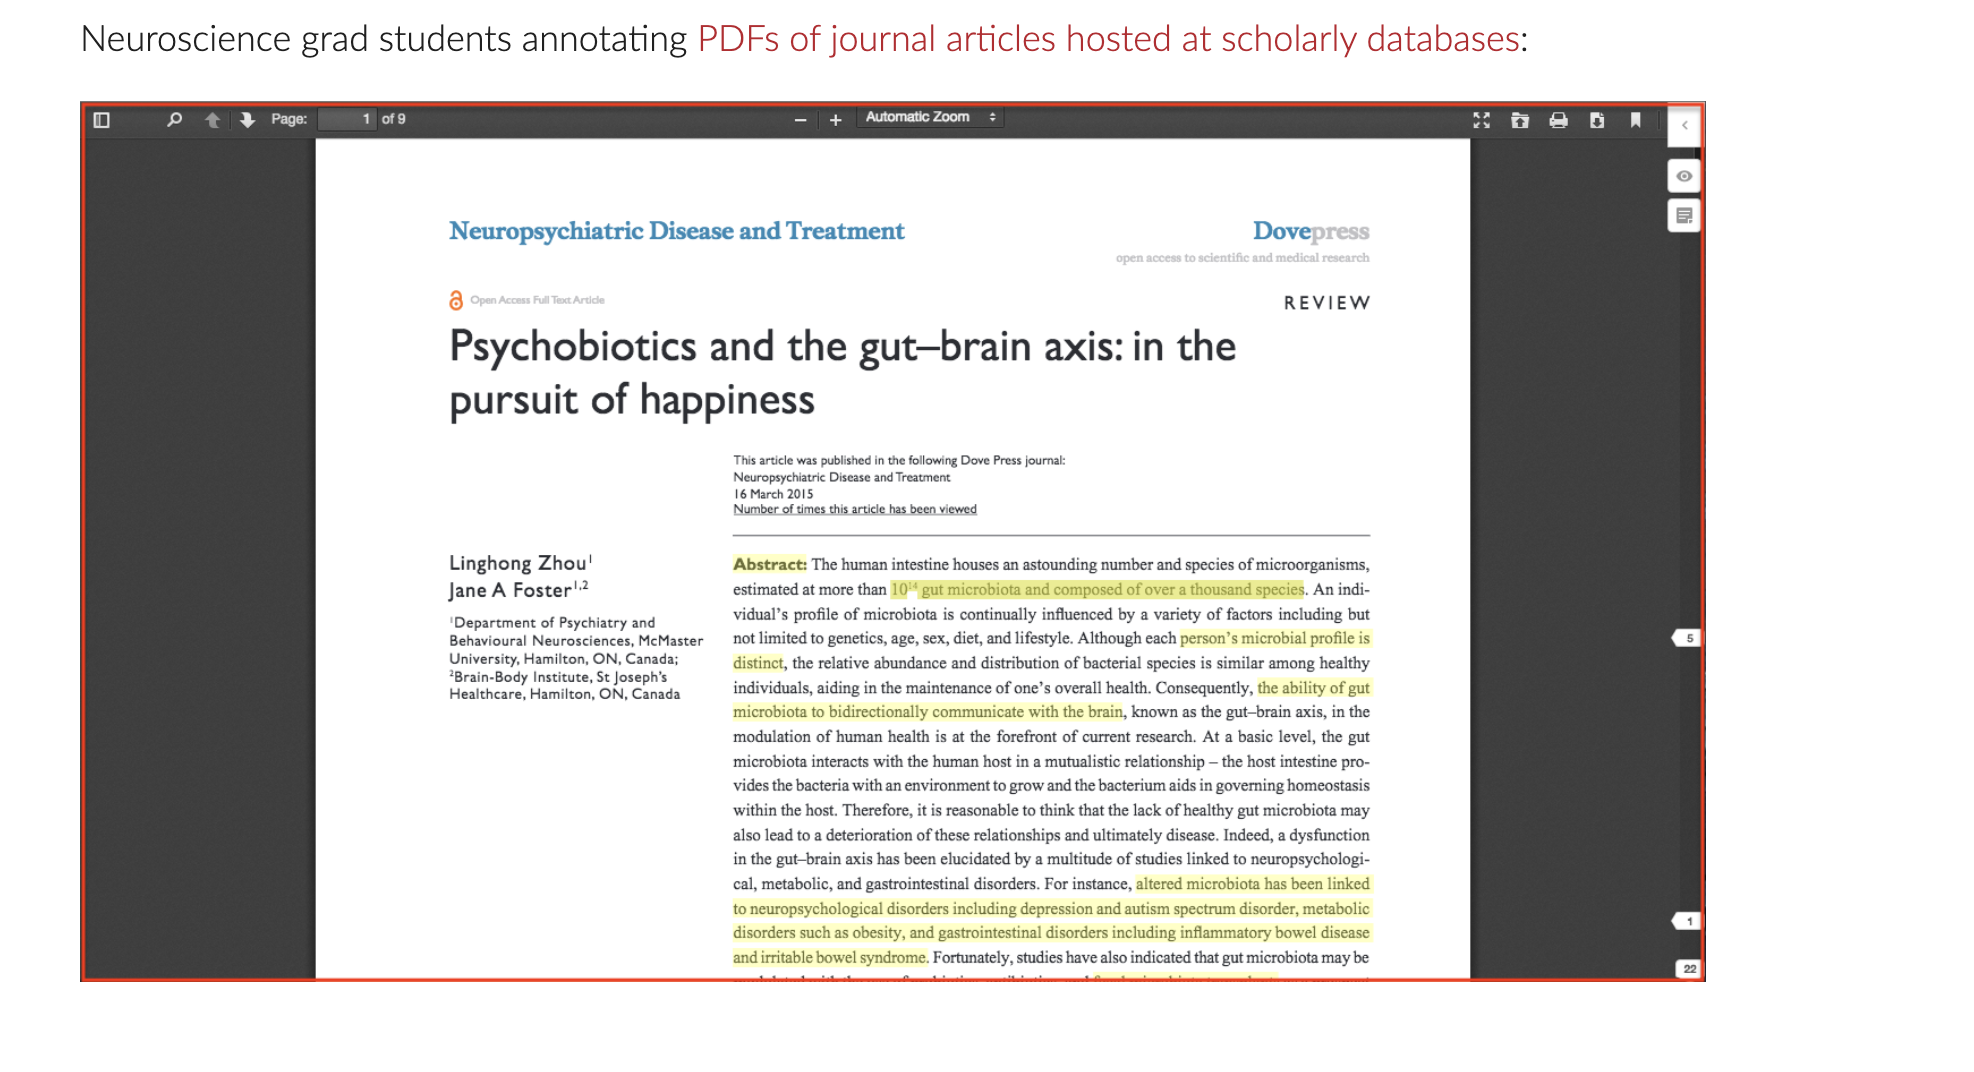 Neuroscience grad students annotating PDFs of journal articles hosted at scholarly databases:
Page: 1 of 9
Automatic Zoom
Neuropsychiatric Disease and Treatment
Dovepress
open access to scientific and medical research
Open Access Full Text Article
REVIEW
Psychobiotics and the gut–brain axis: in the
pursuit of happiness
This article was published in the following Dove Press journal:
Neuropsychiatric Disease and Treatment
16 March 2015
Number of times this article has been viewed
Linghong Zhou¹
Jane A Foster¹,²
¹Department of Psychiatry and
Behavioural Neurosciences, McMaster
University, Hamilton, ON, Canada;
²Brain-Body Institute, St Joseph's
Healthcare, Hamilton, ON, Canada
Abstract: The human intestine houses an astounding number and species of microorganisms,
estimated at more than 10¹⁴ gut microbiota and composed of over a thousand species. An indi-
vidual's profile of microbiota is continually influenced by a variety of factors including but
not limited to genetics, age, sex, diet, and lifestyle. Although each person's microbial profile is
distinct, the relative abundance and distribution of bacterial species is similar among healthy
individuals, aiding in the maintenance of one's overall health. Consequently, the ability of gut
microbiota to bidirectionally communicate with the brain, known as the gut–brain axis, in the
modulation of human health is at the forefront of current research. At a basic level, the gut
microbiota interacts with the human host in a mutualistic relationship – the host intestine pro-
vides the bacteria with an environment to grow and the bacterium aids in governing homeostasis
within the host. Therefore, it is reasonable to think that the lack of healthy gut microbiota may
also lead to a deterioration of these relationships and ultimately disease. Indeed, a dysfunction
in the gut–brain axis has been elucidated by a multitude of studies linked to neuropsychologi-
cal, metabolic, and gastrointestinal disorders. For instance, altered microbiota has been linked
to neuropsychological disorders including depression and autism spectrum disorder, metabolic
disorders such as obesity, and gastrointestinal disorders including inflammatory bowel disease
and irritable bowel syndrome. Fortunately, studies have also indicated that gut microbiota may be
5
1
22